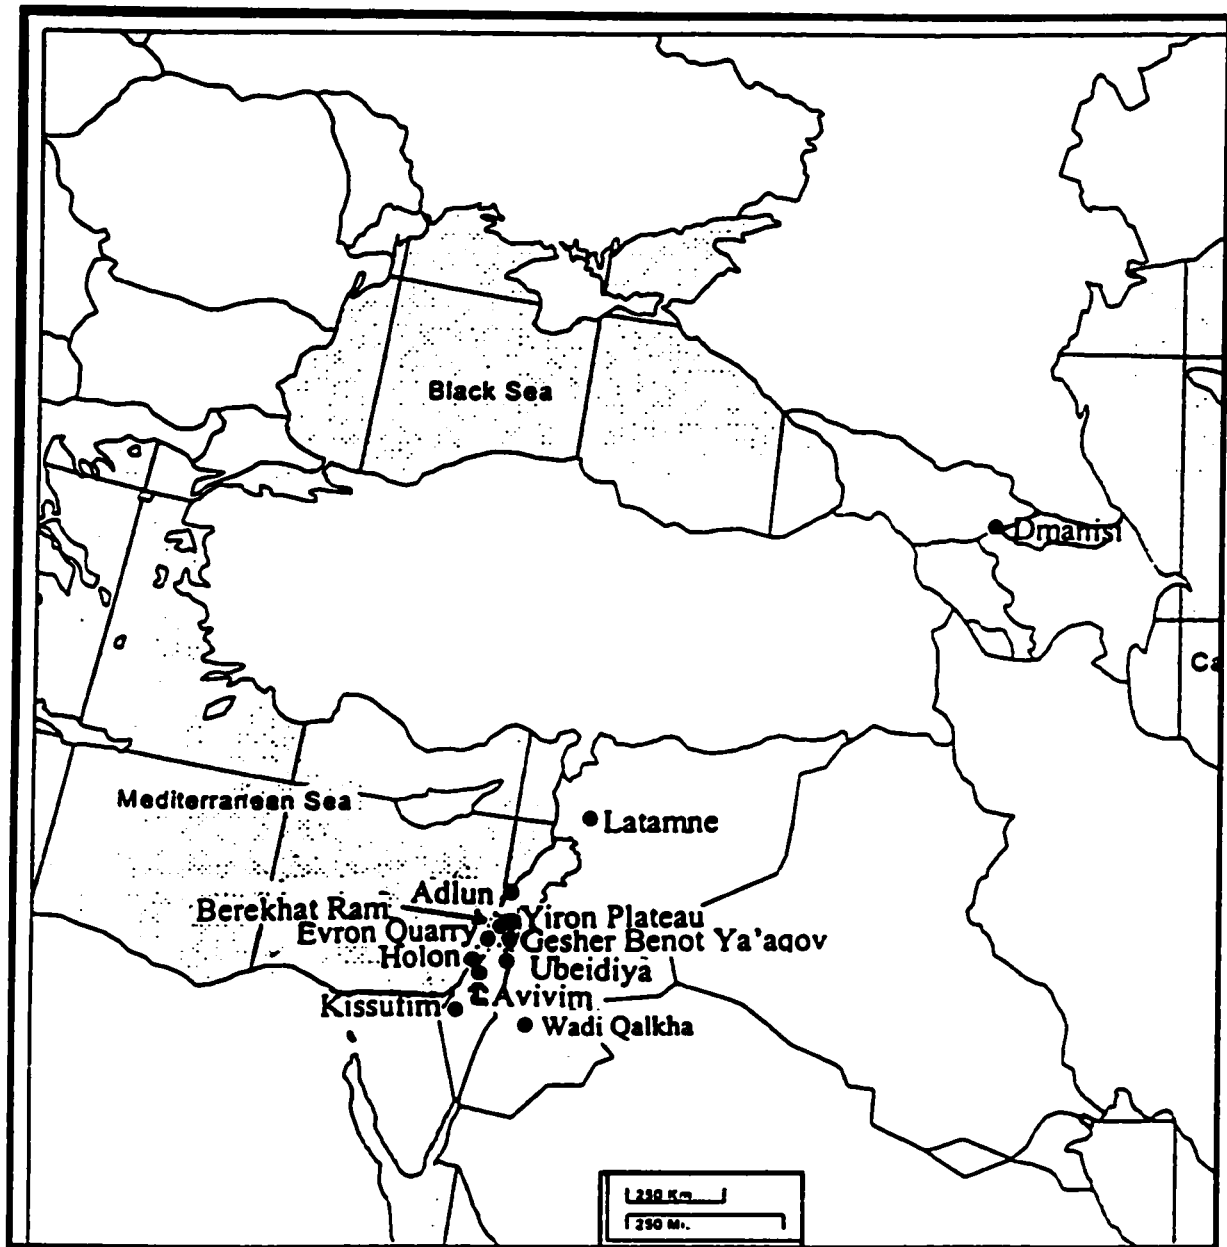 Black Sea
Dmanisi
Ca
Mediterranean Sea
Latamne
Adlun
Berekhat Ram
Yiron Plateau
Evron Quarry
Gesher Benot Ya'aqov
Holon
Ubeidiya
Avivim
Kissufim
Wadi Qalkha
250 Km.
250 Mi.